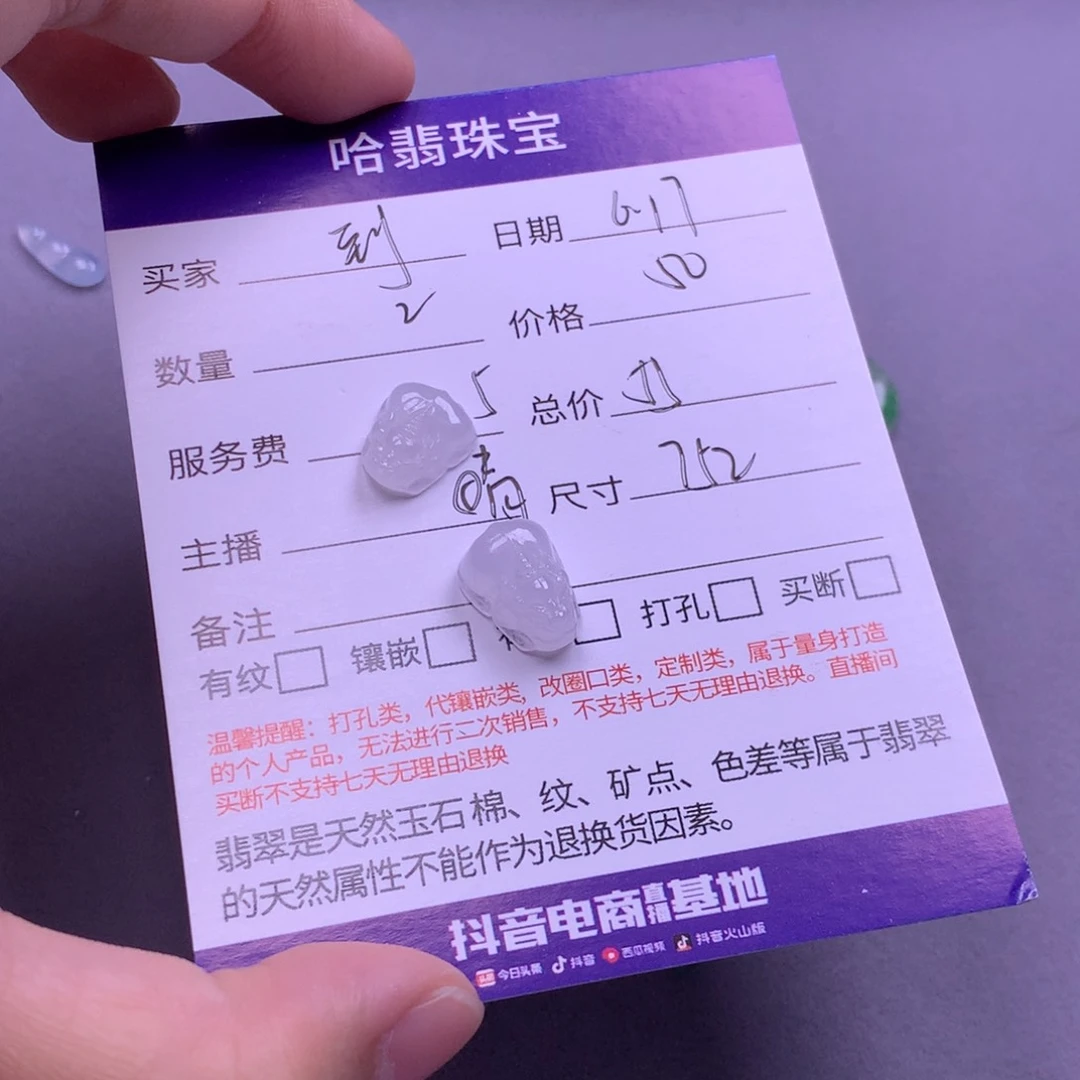 哈翡珠宝
买家 到 日期 6.17
数量 2 价格 50
服务费 5 总价
主播 晴 尺寸 752
备注
有纹 镶嵌 打孔 买断
温馨提醒：打孔类，代镶嵌类，改圈口类，定制类，属于量身打造
的个人产品，无法进行二次销售，不支持七天无理由退换。直播间
买断不支持七天无理由退换
翡翠是天然玉石棉、纹、矿点、色差等属于翡翠
的天然属性不能作为退换货因素。
抖音电商直播基地
头条 今日头条 抖音 西瓜视频 抖音火山版